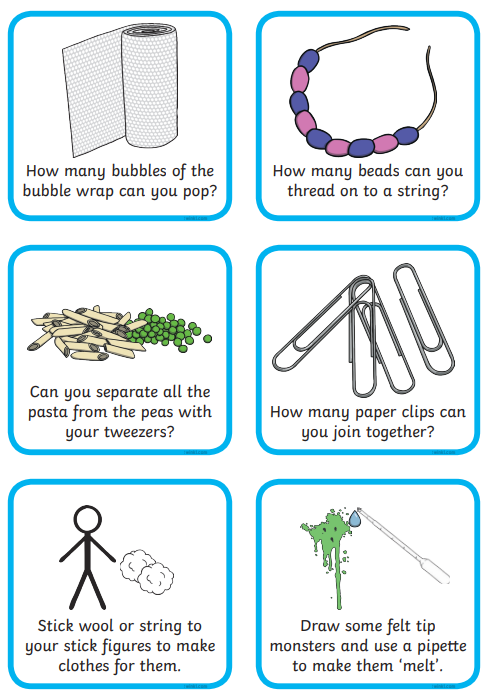 How many bubbles of the
bubble wrap can you pop?
How many beads can you
thread on to a string?
Can you separate all the
pasta from the peas with
your tweezers?
How many paper clips can
you join together?
Stick wool or string to
your stick figures to make
clothes for them.
Draw some felt tip
monsters and use a pipette
to make them ‘melt’.